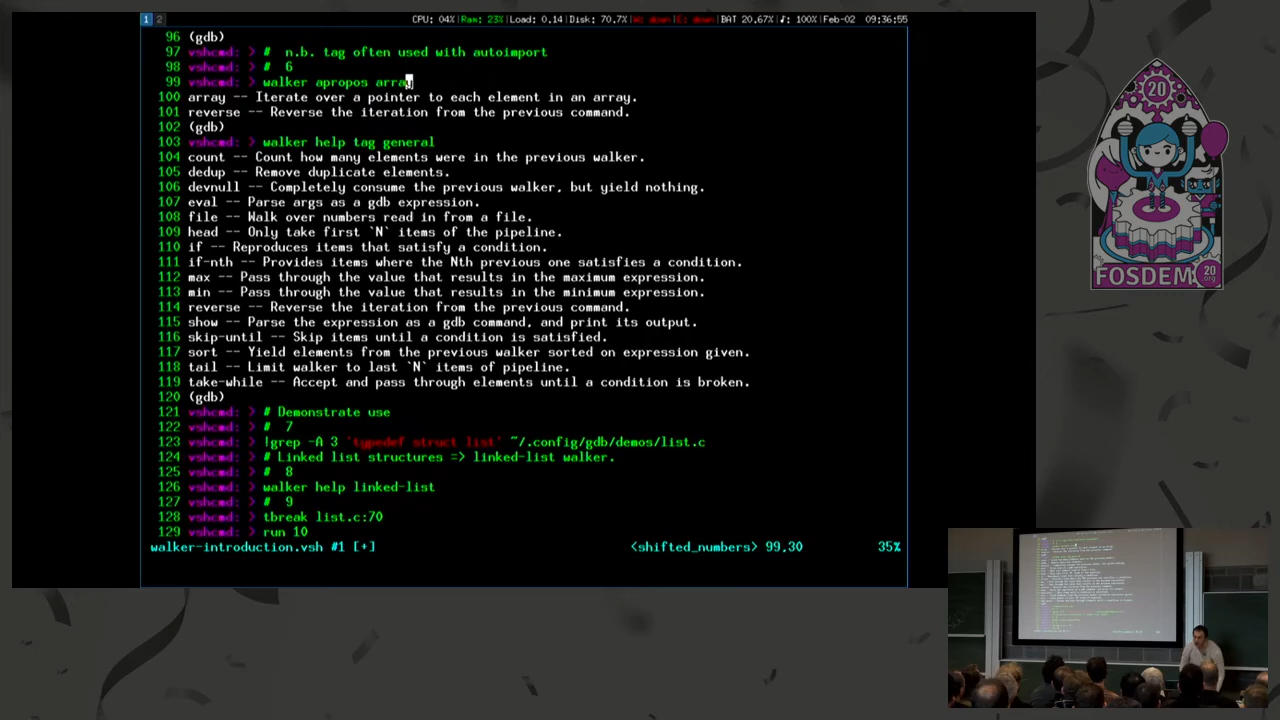 1 2
CPU: 04%|Ram: 23%|Load: 0.14|Disk: 70.7%|W: down|E: down|BAT 20.67%|♪: 100%|Feb-02 09:36:55
96 (gdb)
97 vshcmd: > # n.b. tag often used with autoimport
98 vshcmd: > # 6
99 vshcmd: > walker apropos array
100 array -- Iterate over a pointer to each element in an array.
101 reverse -- Reverse the iteration from the previous command.
102 (gdb)
103 vshcmd: > walker help tag general
104 count -- Count how many elements were in the previous walker.
105 dedup -- Remove duplicate elements.
106 devnull -- Completely consume the previous walker, but yield nothing.
107 eval -- Parse args as a gdb expression.
108 file -- Walk over numbers read in from a file.
109 head -- Only take first `N` items of the pipeline.
110 if -- Reproduces items that satisfy a condition.
111 if-nth -- Provides items where the Nth previous one satisfies a condition.
112 max -- Pass through the value that results in the maximum expression.
113 min -- Pass through the value that results in the minimum expression.
114 reverse -- Reverse the iteration from the previous command.
115 show -- Parse the expression as a gdb command, and print its output.
116 skip-until -- Skip items until a condition is satisfied.
117 sort -- Yield elements from the previous walker sorted on expression given.
118 tail -- Limit walker to last `N` items of pipeline.
119 take-while -- Accept and pass through elements until a condition is broken.
120 (gdb)
121 vshcmd: > # Demonstrate use
122 vshcmd: > # 7
123 vshcmd: > !grep -A 3 'typedef struct list' ~/.config/gdb/demos/list.c
124 vshcmd: > # Linked list structures => linked-list walker.
125 vshcmd: > # 8
126 vshcmd: > walker help linked-list
127 vshcmd: > # 9
128 vshcmd: > tbreak list.c:70
129 vshcmd: > run 10
walker-introduction.vsh #1 [+] <shifted_numbers> 99,30 35%
20
FOSDEM 20
.org